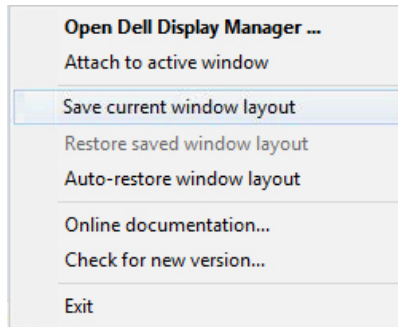 Open Dell Display Manager ...
Attach to active window
Save current window layout
Restore saved window layout
Auto-restore window layout
Online documentation...
Check for new version...
Exit